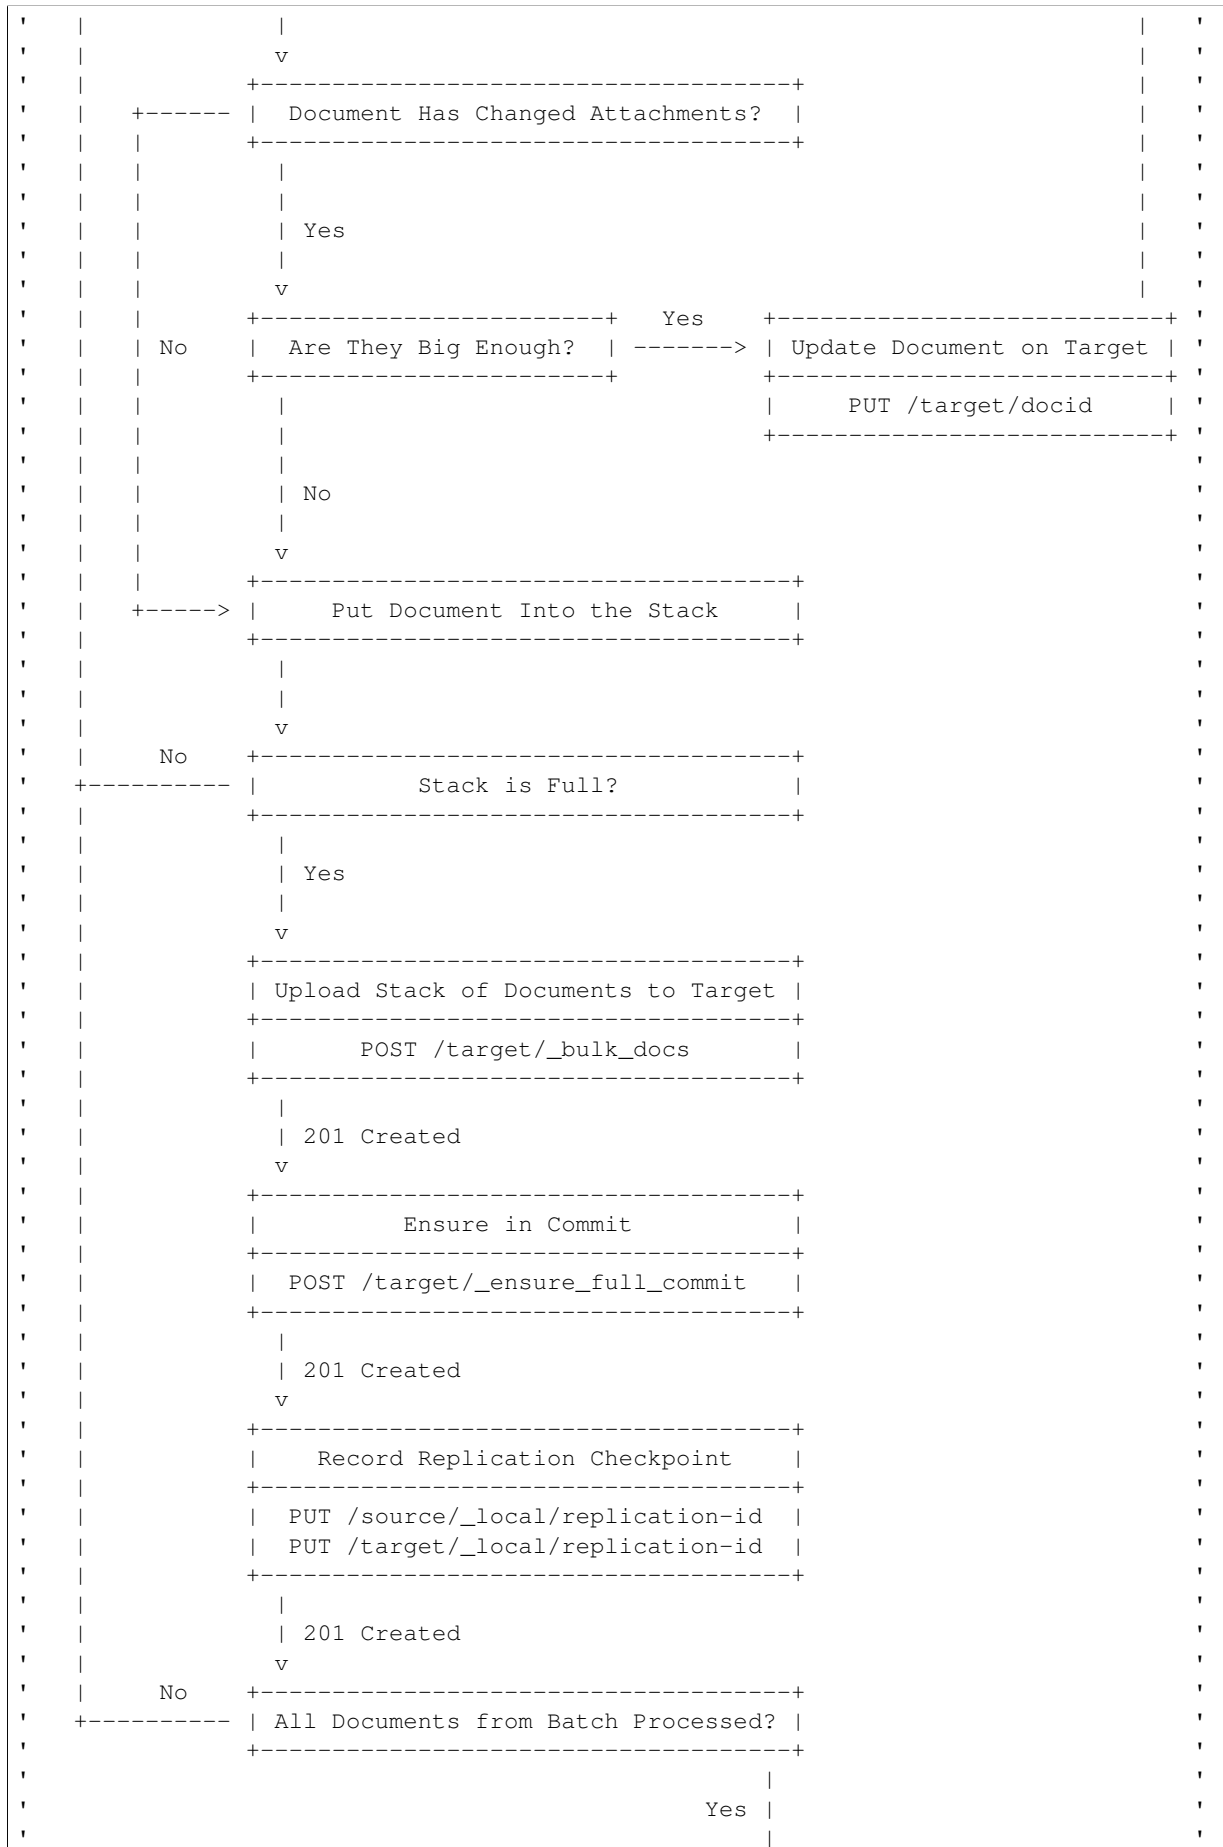 '    |             |                                                           |    '
'    |             v                                                           |    '
'    |           +-------------------------------------+                       |    '
'    |   +------ |  Document Has Changed Attachments?  |                       |    '
'    |   |       +-------------------------------------+                       |    '
'    |   |         |                                                           |    '
'    |   |         |                                                           |    '
'    |   |         | Yes                                                       |    '
'    |   |         |                                                           |    '
'    |   |         v                                                           |    '
'    |   |       +------------------------+   Yes    +---------------------------+ '
'    |   | No    |  Are They Big Enough?  | -------> | Update Document on Target | '
'    |   |       +------------------------+          +---------------------------+ '
'    |   |         |                                 |     PUT /target/docid     | '
'    |   |         |                                 +---------------------------+ '
'    |   |         |                                                                '
'    |   |         | No                                                             '
'    |   |         |                                                                '
'    |   |         v                                                                '
'    |   |       +-------------------------------------+                            '
'    |   +-----> |     Put Document Into the Stack     |                            '
'    |           +-------------------------------------+                            '
'    |             |                                                                '
'    |             |                                                                '
'    |             v                                                                '
'    |     No    +-------------------------------------+                            '
'    +---------- |           Stack is Full?            |                            '
'    |           +-------------------------------------+                            '
'    |             |                                                                '
'    |             | Yes                                                            '
'    |             |                                                                '
'    |             v                                                                '
'    |           +-------------------------------------+                            '
'    |           | Upload Stack of Documents to Target |                            '
'    |           +-------------------------------------+                            '
'    |           |       POST /target/_bulk_docs       |                            '
'    |           +-------------------------------------+                            '
'    |             |                                                                '
'    |             | 201 Created                                                    '
'    |             v                                                                '
'    |           +-------------------------------------+                            '
'    |           |          Ensure in Commit           |                            '
'    |           +-------------------------------------+                            '
'    |           |  POST /target/_ensure_full_commit   |                            '
'    |           +-------------------------------------+                            '
'    |             |                                                                '
'    |             | 201 Created                                                    '
'    |             v                                                                '
'    |           +-------------------------------------+                            '
'    |           |    Record Replication Checkpoint    |                            '
'    |           +-------------------------------------+                            '
'    |           |  PUT /source/_local/replication-id  |                            '
'    |           |  PUT /target/_local/replication-id  |                            '
'    |           +-------------------------------------+                            '
'    |             |                                                                '
'    |             | 201 Created                                                    '
'    |             v                                                                '
'    |     No    +-------------------------------------+                            '
'    +---------- | All Documents from Batch Processed? |                            '
'                +-------------------------------------+                            '
'                                                    |                              '
'                                                Yes |                              '
'                                                    |                              '